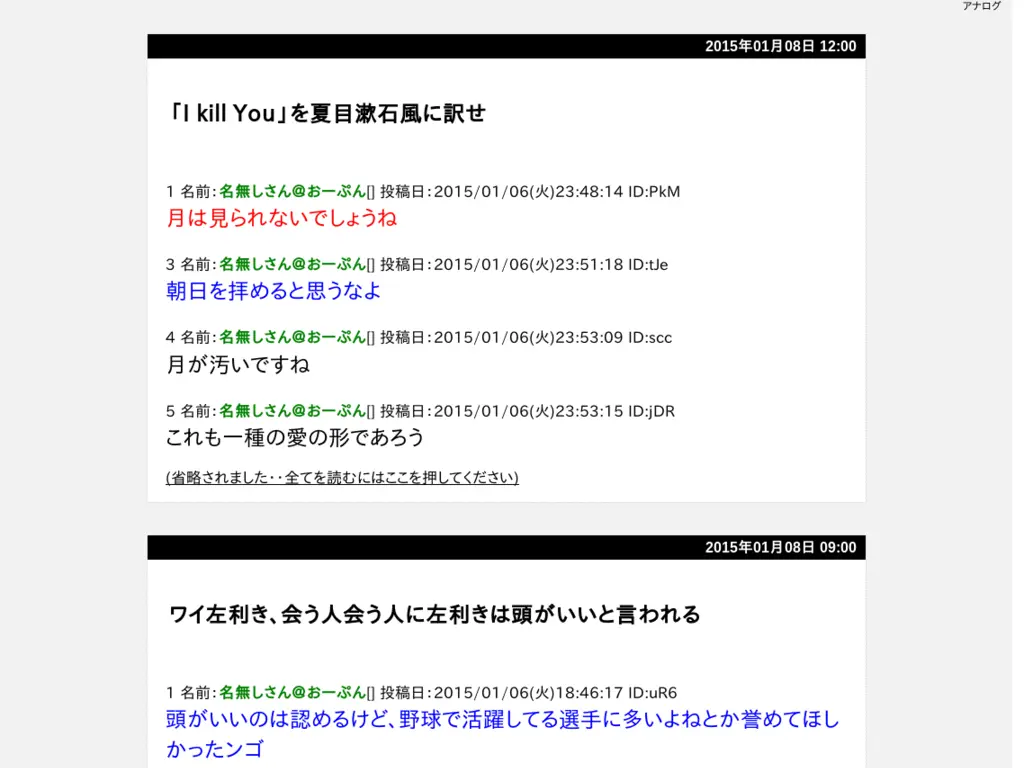 アナログ
2015年01月08日 12:00
「I kill You」を夏目漱石風に訳せ
1 名前：名無しさん＠おーぷん[] 投稿日：2015/01/06(火)23:48:14 ID:PkM
月は見られないでしょうね
3 名前：名無しさん＠おーぷん[] 投稿日：2015/01/06(火)23:51:18 ID:tJe
朝日を拝めると思うなよ
4 名前：名無しさん＠おーぷん[] 投稿日：2015/01/06(火)23:53:09 ID:scc
月が汚いですね
5 名前：名無しさん＠おーぷん[] 投稿日：2015/01/06(火)23:53:15 ID:jDR
これも一種の愛の形であろう
(省略されました・・全てを読むにはここを押してください)
2015年01月08日 09:00
ワイ左利き、会う人会う人に左利きは頭がいいと言われる
1 名前：名無しさん＠おーぷん[] 投稿日：2015/01/06(火)18:46:17 ID:uR6
頭がいいのは認めるけど、野球で活躍してる選手に多いよねとか誉めてほし
かったンゴ